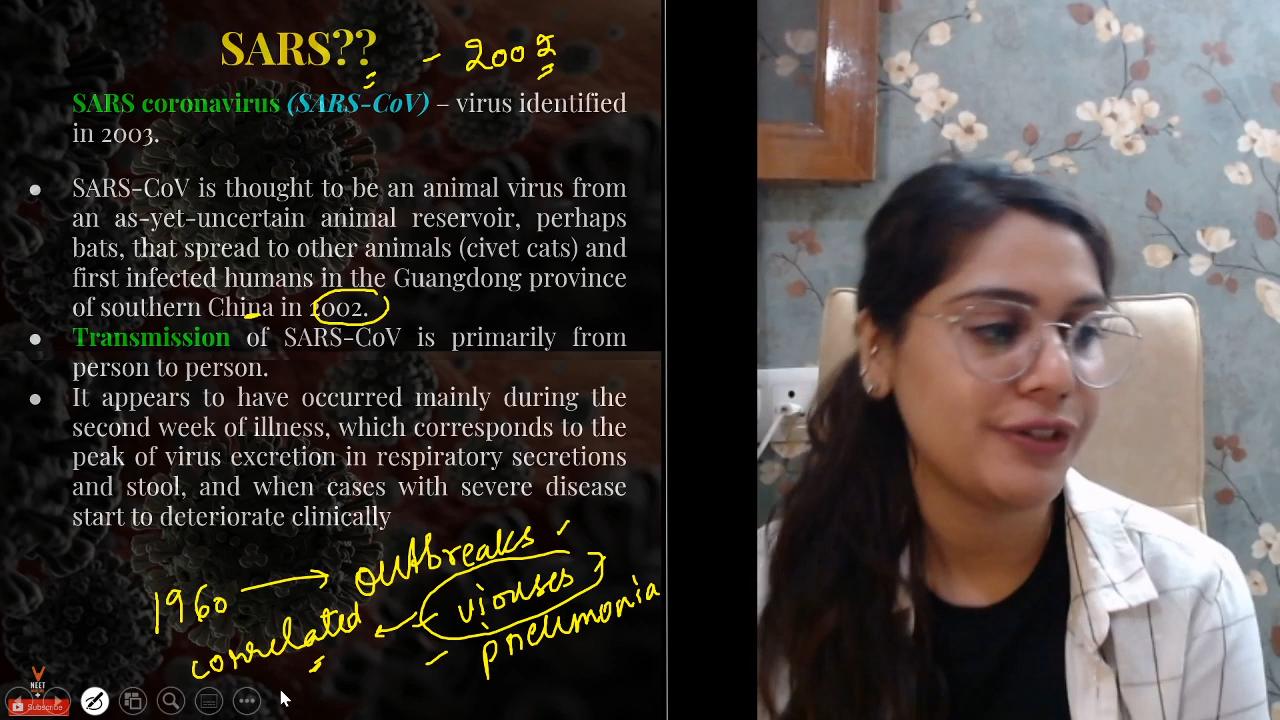 SARS??
- 2002
SARS coronavirus (SARS-CoV) – virus identified
in 2003.
● SARS-CoV is thought to be an animal virus from
an as-yet-uncertain animal reservoir, perhaps
bats, that spread to other animals (civet cats) and
first infected humans in the Guangdong province
of southern China in 2002.
● Transmission of SARS-CoV is primarily from
person to person.
● It appears to have occurred mainly during the
second week of illness, which corresponds to the
peak of virus excretion in respiratory secretions
and stool, and when cases with severe disease
start to deteriorate clinically
1960 → outbreaks
correlated ← viouses
- pneumonia
NEET
Subscribe